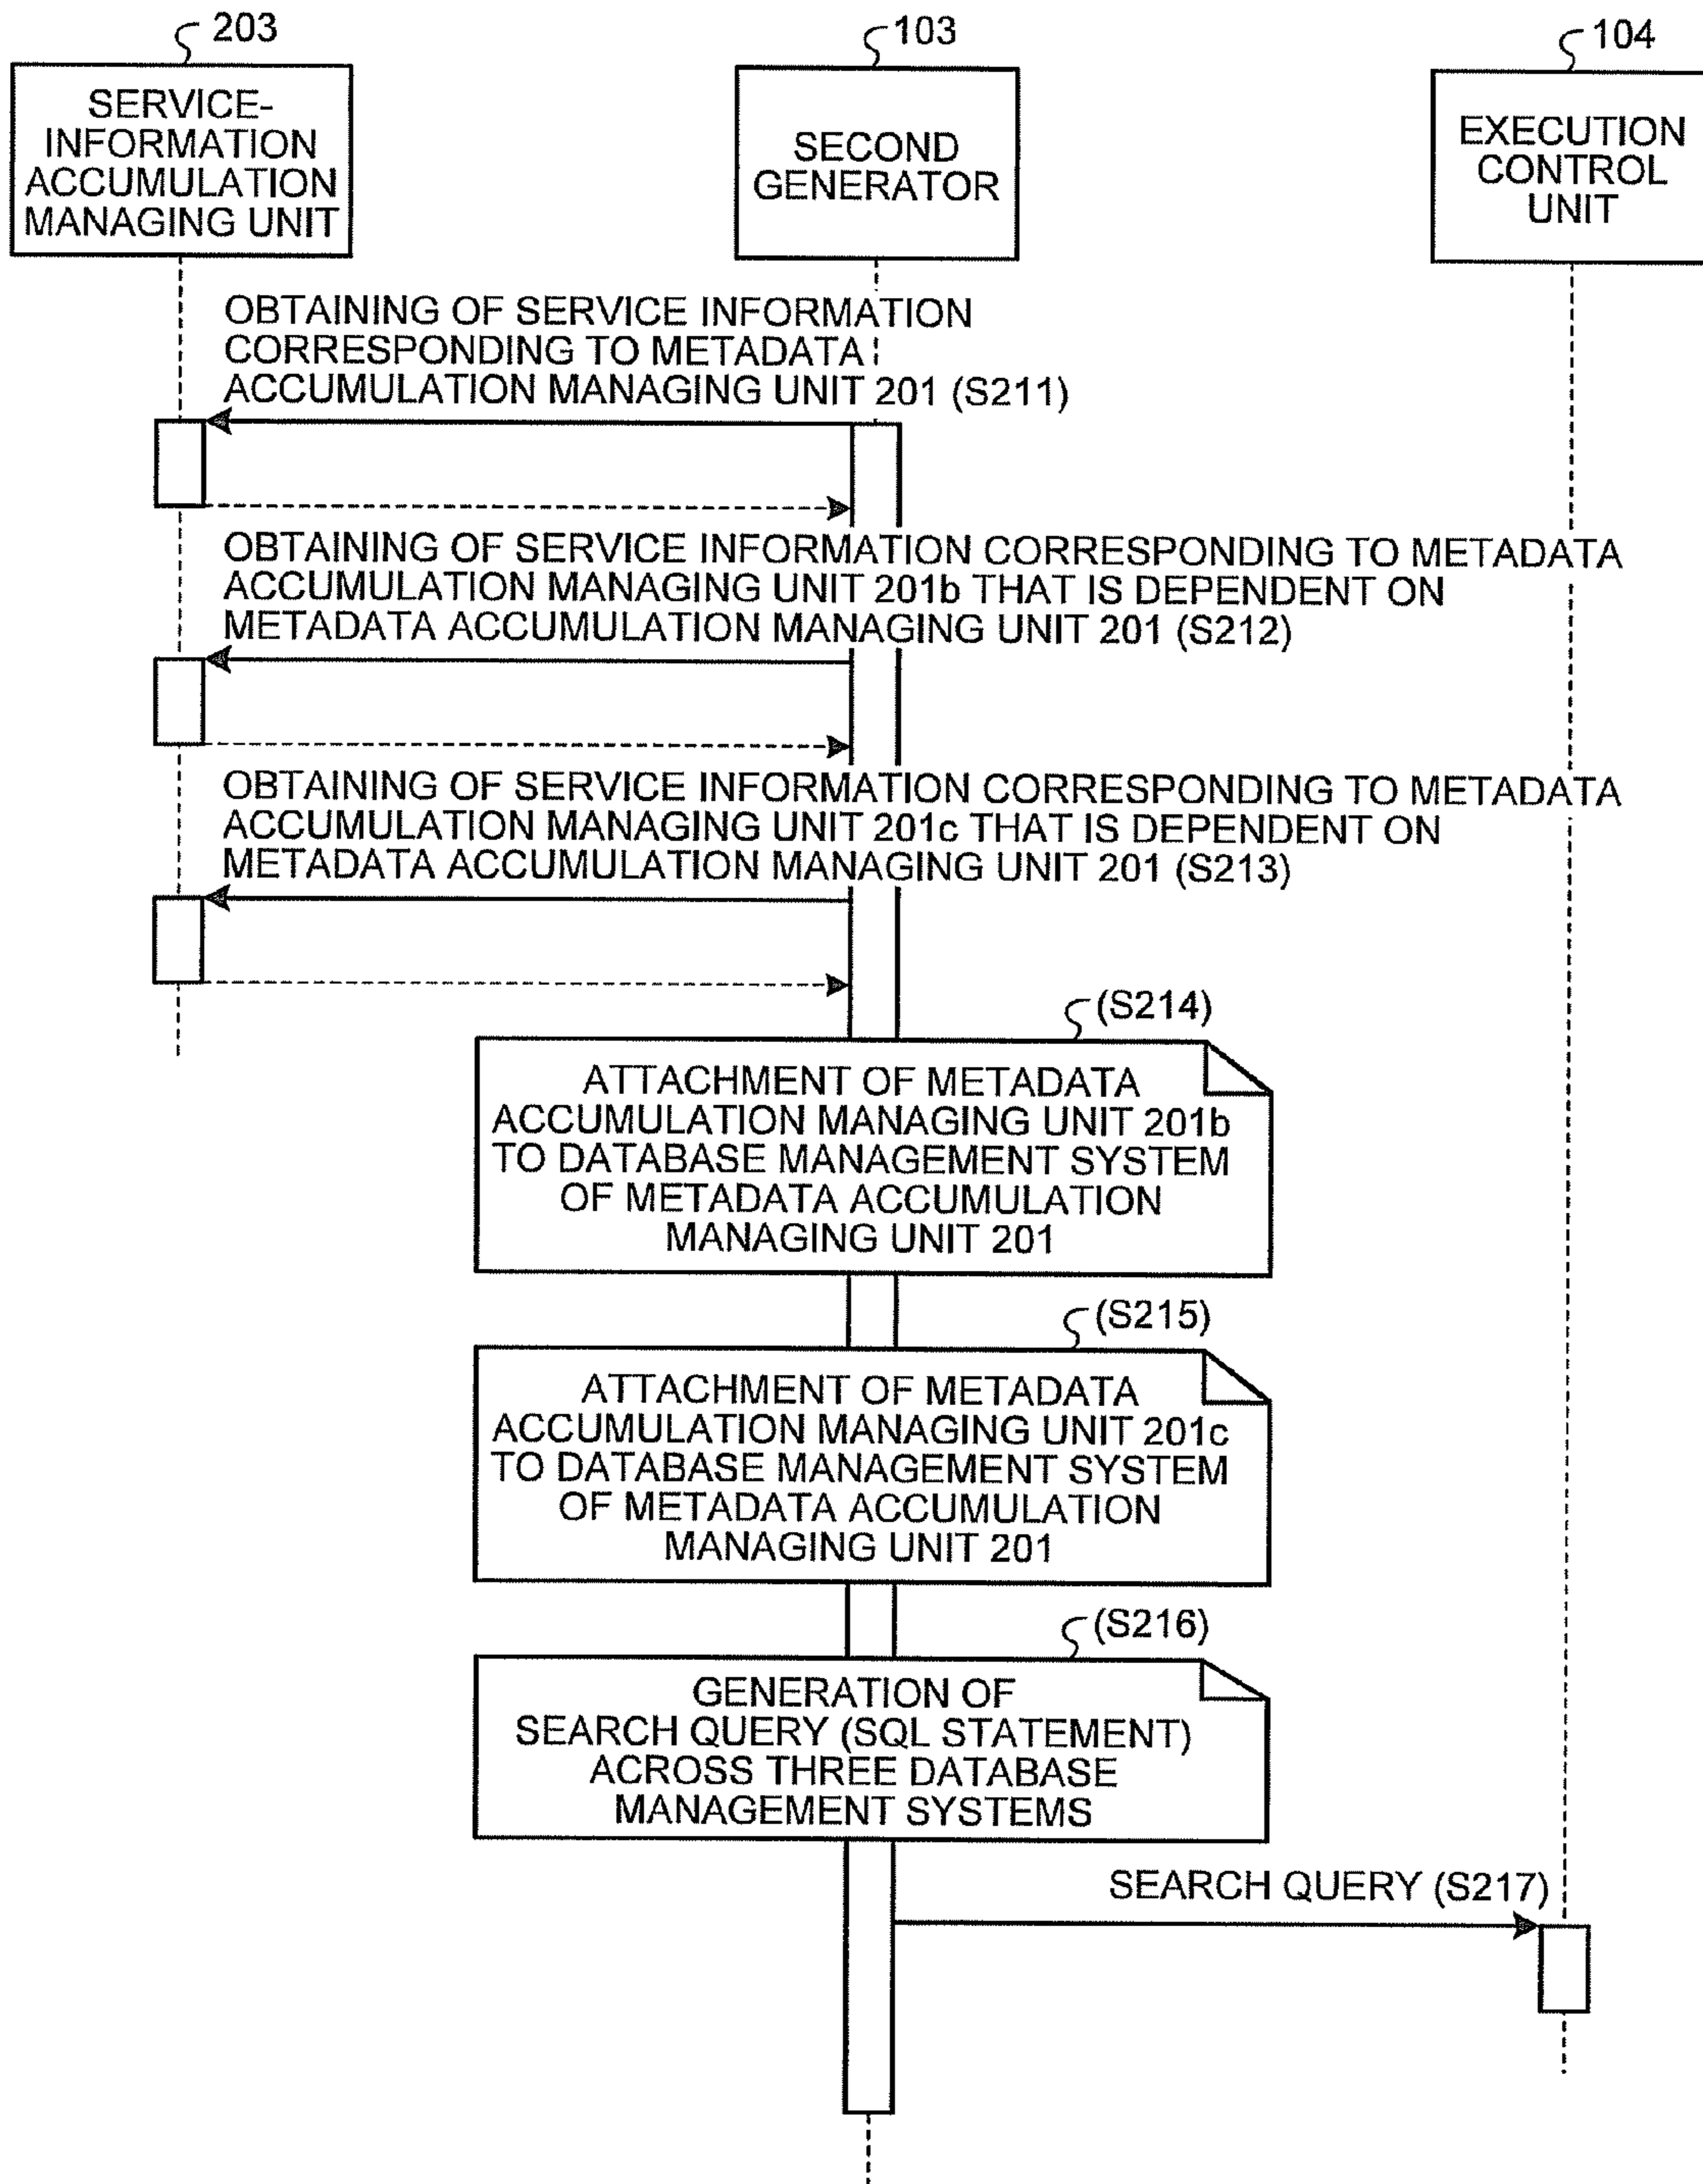 203
103
104
SERVICE-
INFORMATION
ACCUMULATION
MANAGING UNIT
SECOND
GENERATOR
EXECUTION
CONTROL
UNIT
OBTAINING OF SERVICE INFORMATION
CORRESPONDING TO METADATA
ACCUMULATION MANAGING UNIT 201 (S211)
OBTAINING OF SERVICE INFORMATION CORRESPONDING TO METADATA
ACCUMULATION MANAGING UNIT 201b THAT IS DEPENDENT ON
METADATA ACCUMULATION MANAGING UNIT 201 (S212)
OBTAINING OF SERVICE INFORMATION CORRESPONDING TO METADATA
ACCUMULATION MANAGING UNIT 201c THAT IS DEPENDENT ON
METADATA ACCUMULATION MANAGING UNIT 201 (S213)
(S214)
ATTACHMENT OF METADATA
ACCUMULATION MANAGING UNIT 201b
TO DATABASE MANAGEMENT SYSTEM
OF METADATA ACCUMULATION
MANAGING UNIT 201
(S215)
ATTACHMENT OF METADATA
ACCUMULATION MANAGING UNIT 201c
TO DATABASE MANAGEMENT SYSTEM
OF METADATA ACCUMULATION
MANAGING UNIT 201
(S216)
GENERATION OF
SEARCH QUERY (SQL STATEMENT)
ACROSS THREE DATABASE
MANAGEMENT SYSTEMS
SEARCH QUERY (S217)